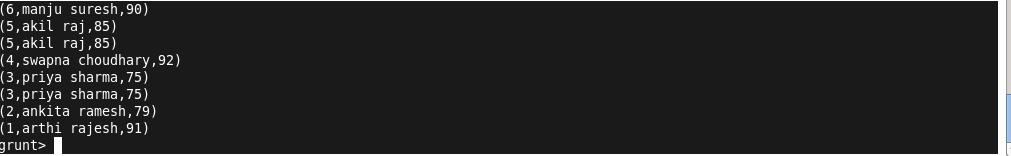 (6,manju suresh,90)
(5,akil raj,85)
(5,akil raj,85)
(4,swapna choudhary,92)
(3,priya sharma,75)
(3,priya sharma,75)
(2,ankita ramesh,79)
(1,arthi rajesh,91)
grunt>